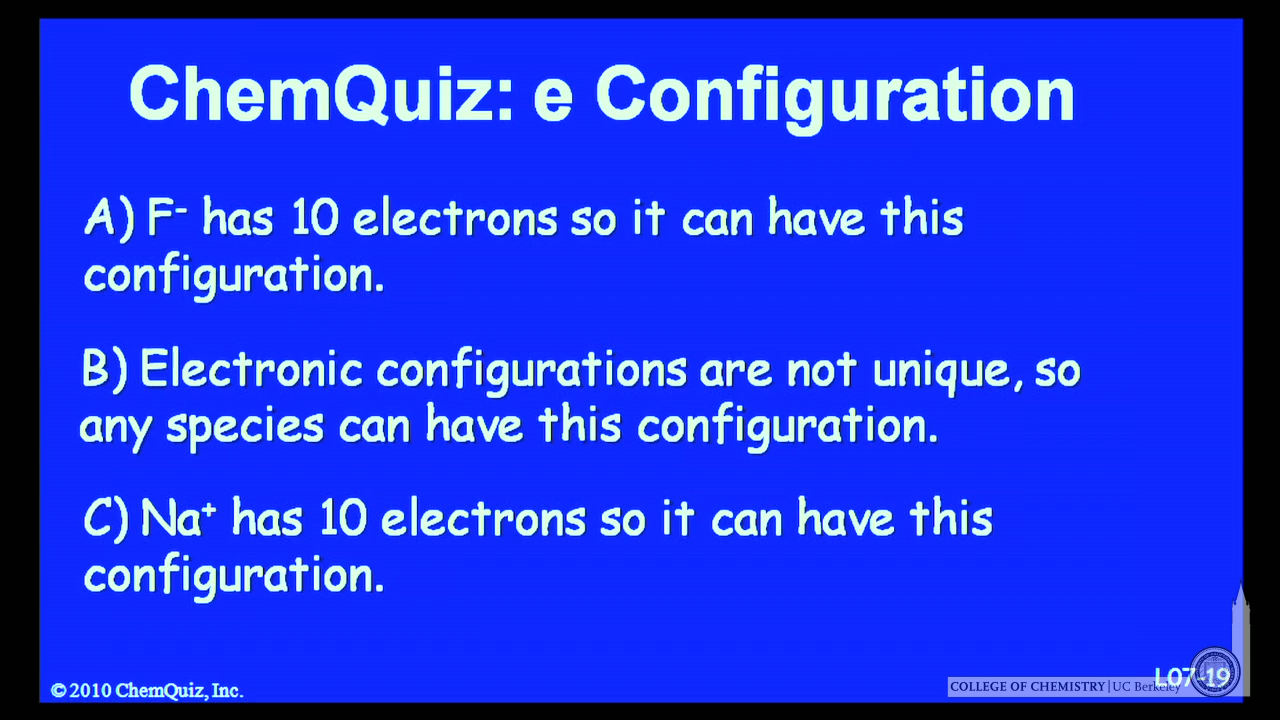 ChemQuiz: e Configuration
A) F⁻ has 10 electrons so it can have this
configuration.
B) Electronic configurations are not unique, so
any species can have this configuration.
C) Na⁺ has 10 electrons so it can have this
configuration.
© 2010 ChemQuiz, Inc.
L07-19
COLLEGE OF CHEMISTRY | UC Berkeley